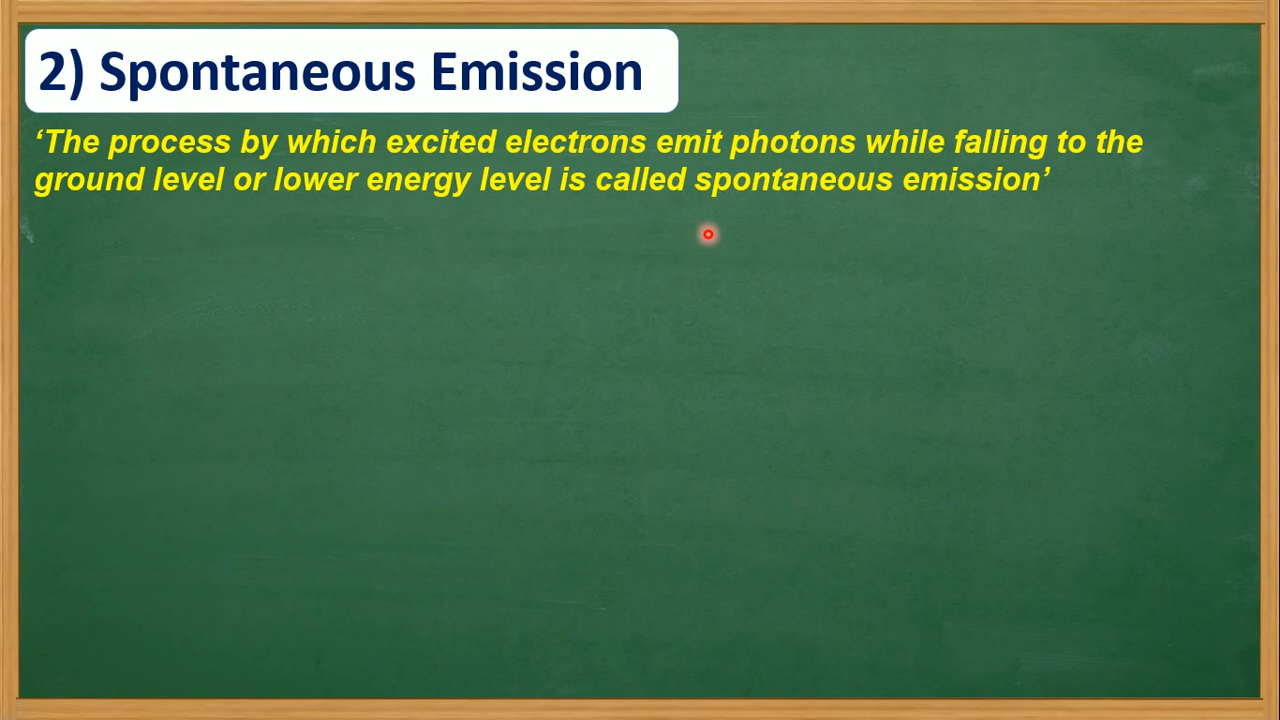 2) Spontaneous Emission
‘The process by which excited electrons emit photons while falling to the
ground level or lower energy level is called spontaneous emission’